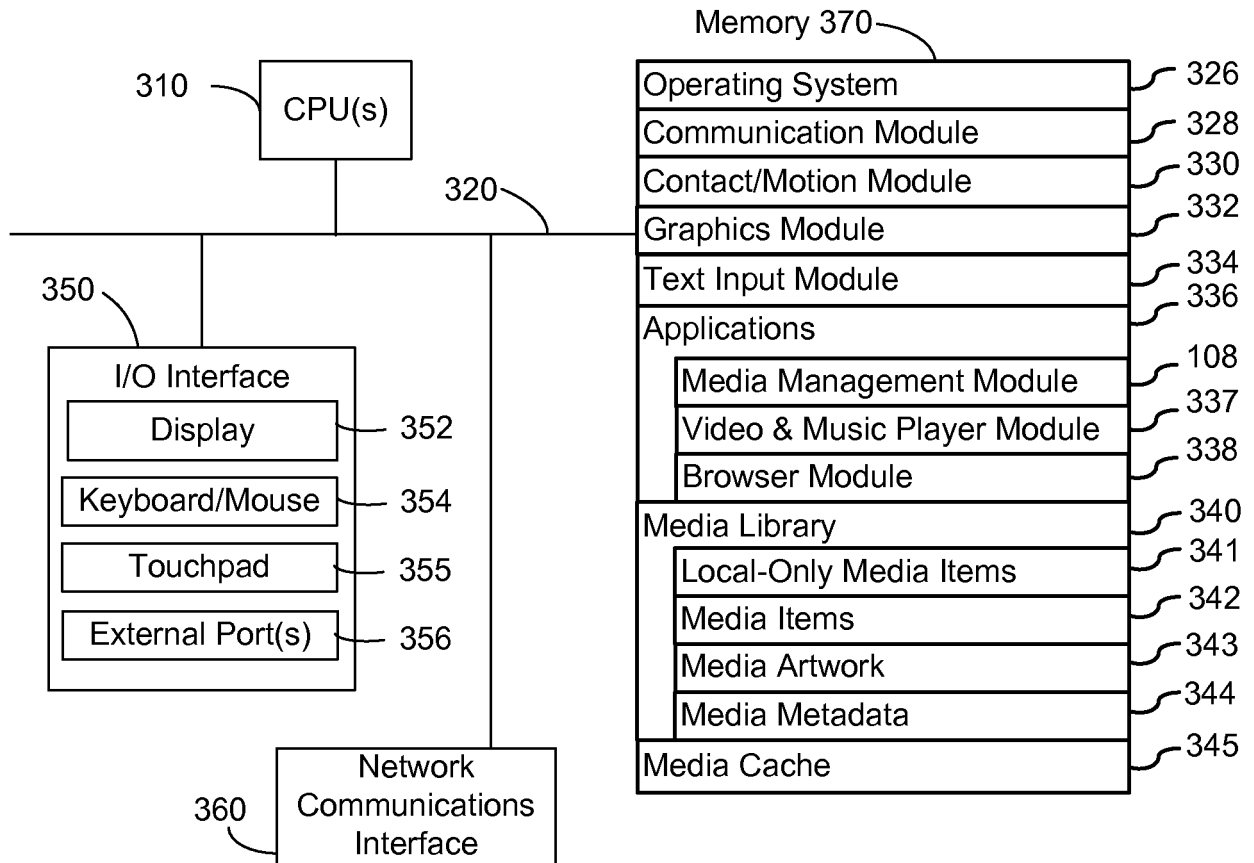 Memory 370
310
CPU(s)
320
Operating System 326
Communication Module 328
Contact/Motion Module 330
Graphics Module 332
Text Input Module 334
Applications 336
Media Management Module 108
Video & Music Player Module 337
Browser Module 338
Media Library 340
Local-Only Media Items 341
Media Items 342
Media Artwork 343
Media Metadata 344
Media Cache 345
350
I/O Interface
Display 352
Keyboard/Mouse 354
Touchpad 355
External Port(s) 356
360
Network
Communications
Interface